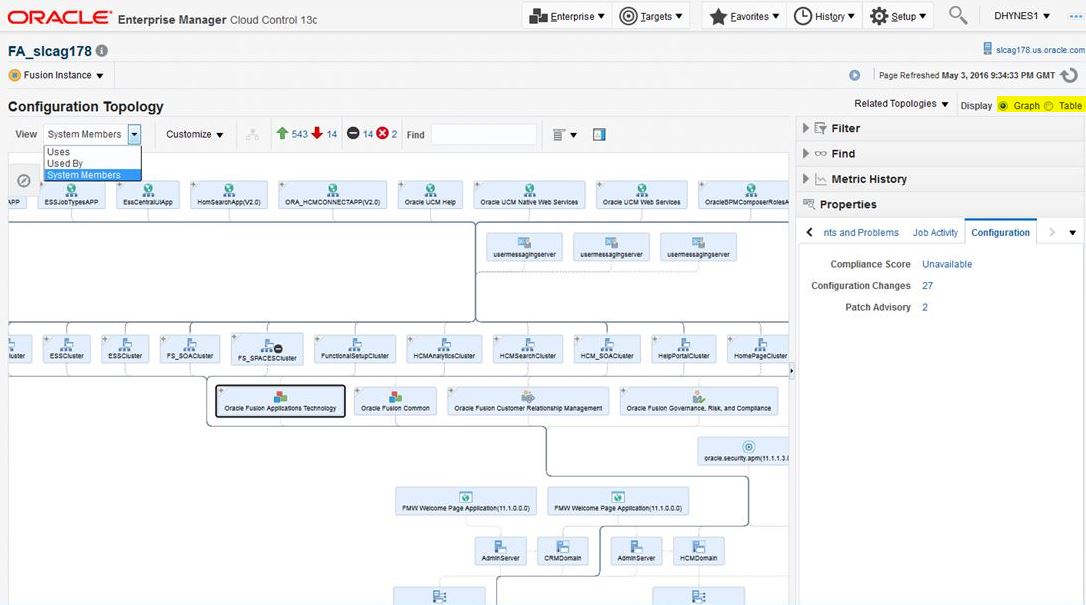 ORACLE Enterprise Manager Cloud Control 13c
Enterprise Targets Favorites History Setup DHYNES1
FA_slcag178
slcag178.us.oracle.com
Fusion Instance
Page Refreshed May 3, 2016 9:34:33 PM GMT
Configuration Topology
Related Topologies Display Graph Table
View System Members Customize 543 14 14 2 Find
Uses
Used By
System Members
Filter
Find
Metric History
Properties
nts and Problems Job Activity Configuration
Compliance Score Unavailable
Configuration Changes 27
Patch Advisory 2
APP ESSJobTypesAPP EssCentralUiApp HcmSearchApp(V2.0) ORA_HCMCONNECTAPP(V2.0) Oracle UCM Help Oracle UCM Native Web Services Oracle UCM Web Services OracleBPMComposerRolesA
usermessagingserver usermessagingserver usermessagingserver
luster ESSCluster ESSCluster FS_SOACluster FS_SPACESCluster FunctionalSetupCluster HCMAnalyticsCluster HCMSearchCluster HCM_SOACluster HelpPortalCluster HomePageCluster
Oracle Fusion Applications Technology Oracle Fusion Common Oracle Fusion Customer Relationship Management Oracle Fusion Governance, Risk, and Compliance
oracle.security.apm(11.1.1.3.0
FMW Welcome Page Application(11.1.0.0.0) FMW Welcome Page Application(11.1.0.0.0)
AdminServer CRMDomain AdminServer HCMDomain